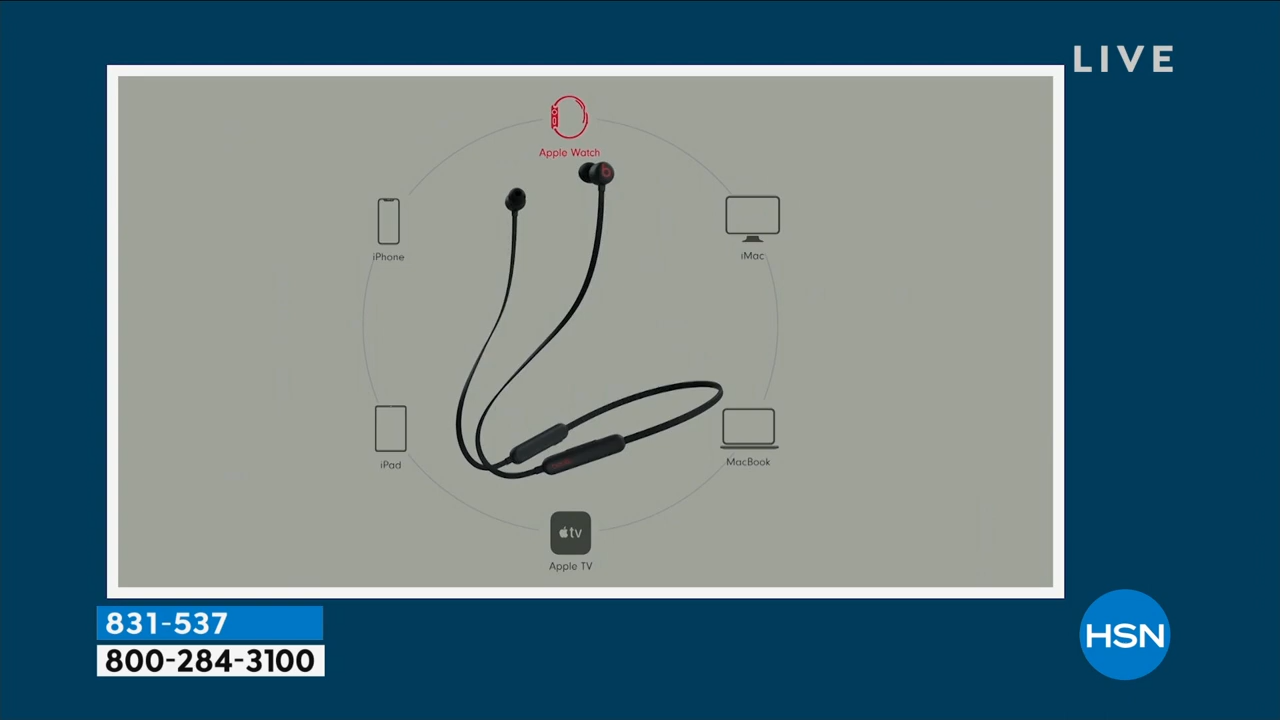 LIVE
Apple Watch
iPhone
iMac
iPad
MacBook
tv
Apple TV
831-537
800-284-3100
HSN